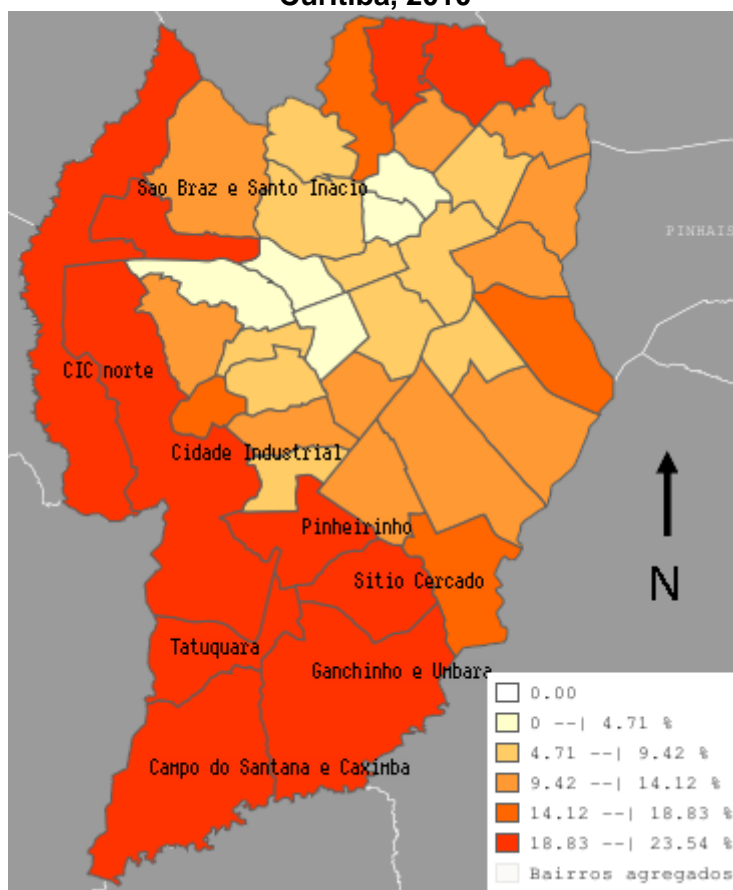 Curitiba, 2010
Sao Braz e Santo Inacio
PINHAIS
CIC norte
Cidade Industrial
Pinheirinho
N
Sitio Cercado
Tatuquara
Ganchinho e Umbara
Campo do Santana e Caximba
0.00
0 --| 4.71 %
4.71 --| 9.42 %
9.42 --| 14.12 %
14.12 --| 18.83 %
18.83 --| 23.54 %
Bairros agregados